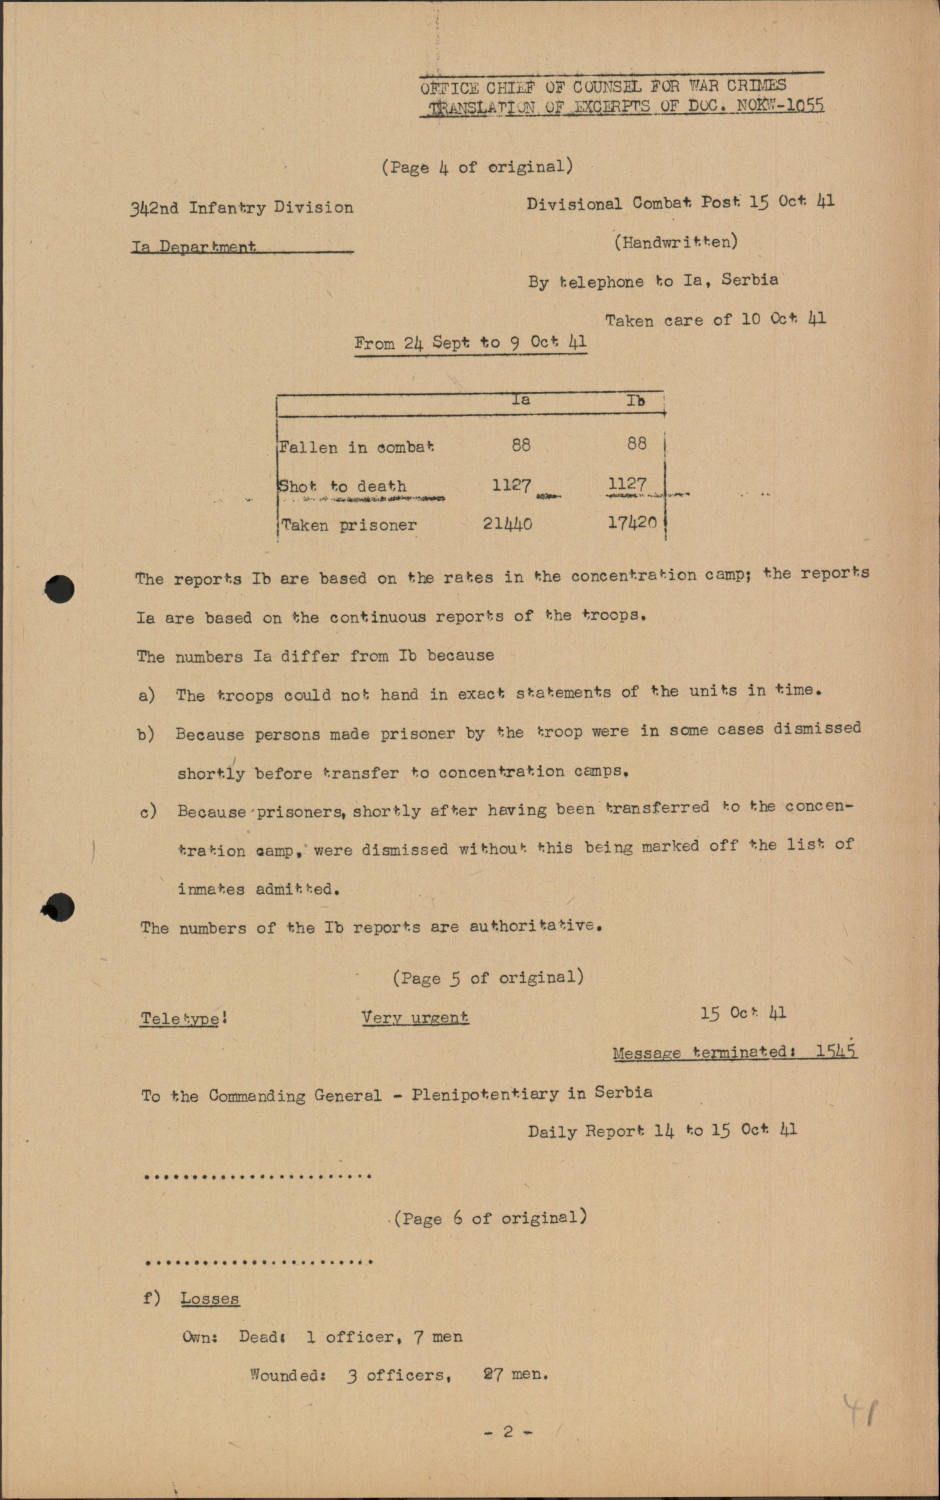 OFFICE CHIEF OF COUNSEL FOR WAR CRIMES
TRANSLATION OF EXCERPTS OF DOC. NOKW-1055
(Page 4 of original)
342nd Infantry Division
Divisional Combat Post 15 Oct 41
Ia Department
(Handwritten)
By telephone to Ia, Serbia
Taken care of 10 Oct 41
From 24 Sept to 9 Oct 41
Ia Ib
Fallen in combat 88 88
Shot to death 1127 1127
Taken prisoner 21440 17420
The reports Ib are based on the rates in the concentration camp; the reports
Ia are based on the continuous reports of the troops.
The numbers Ia differ from Ib because
a) The troops could not hand in exact statements of the units in time.
b) Because persons made prisoner by the troop were in some cases dismissed
shortly before transfer to concentration camps.
c) Because prisoners, shortly after having been transferred to the concen-
tration camp, were dismissed without this being marked off the list of
inmates admitted.
The numbers of the Ib reports are authoritative.
(Page 5 of original)
Teletype! Very urgent 15 Oct 41
Message terminated: 1545
To the Commanding General - Plenipotentiary in Serbia
Daily Report 14 to 15 Oct 41
........................
(Page 6 of original)
........................
f) Losses
Own: Dead: 1 officer, 7 men
Wounded: 3 officers, 27 men.
41
- 2 -